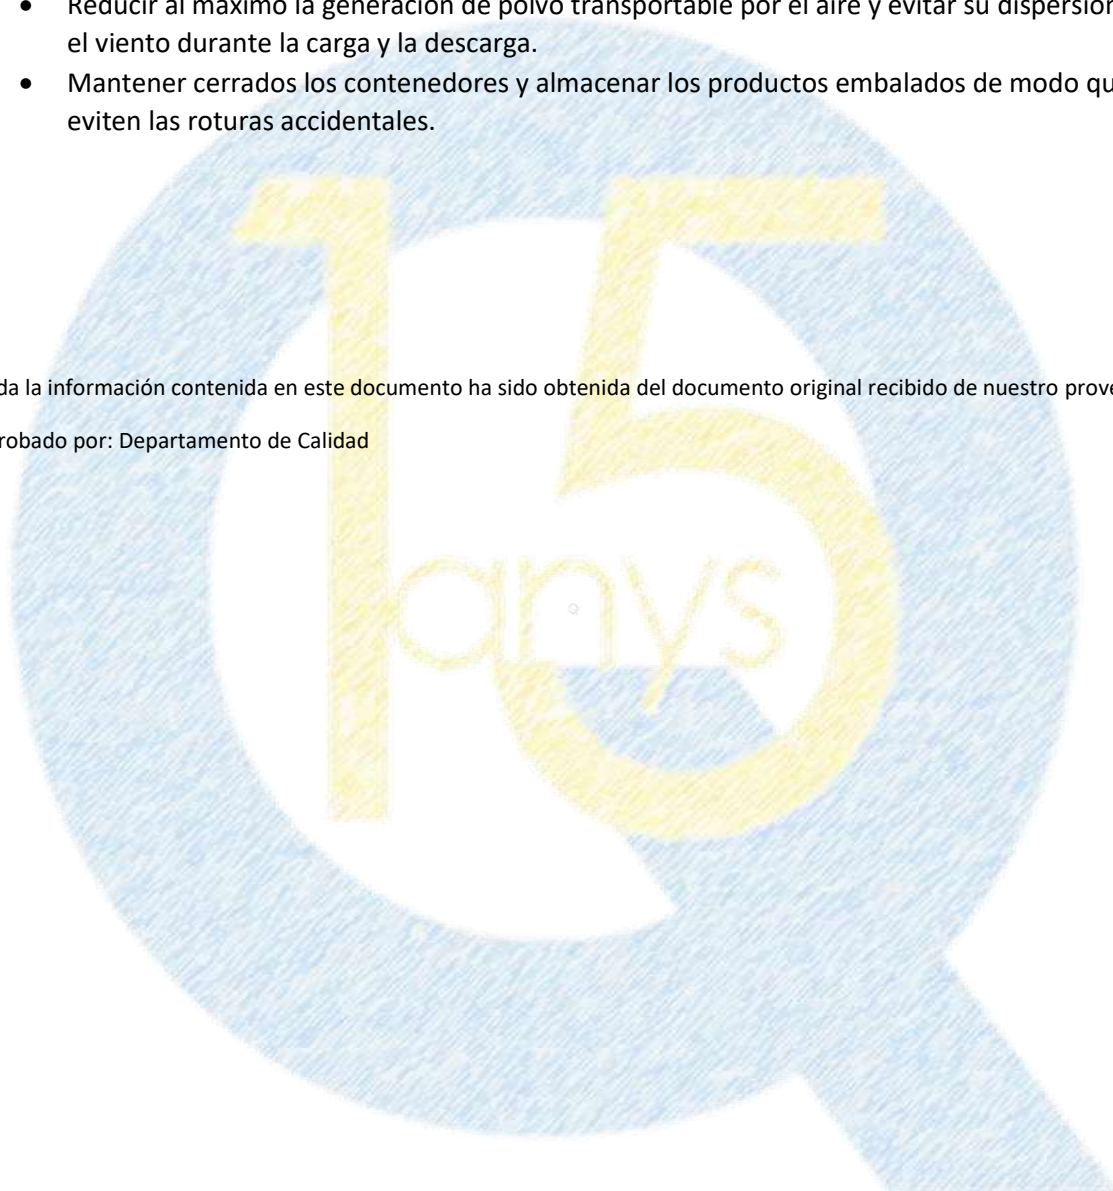 • Reducir al máximo la generación de polvo transportable por el aire y evitar su dispersión
el viento durante la carga y la descarga.
• Mantener cerrados los contenedores y almacenar los productos embalados de modo qu
eviten las roturas accidentales.
15
da la información contenida en este documento ha sido obtenida del documento original recibido de nuestro prove
robado por: Departamento de Calidad
anys